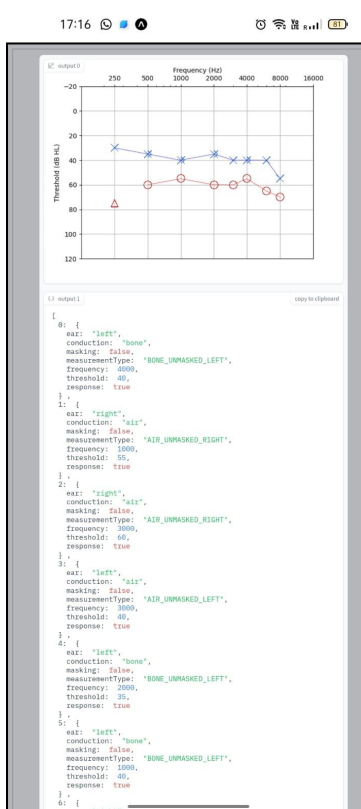 17:16
Vo
LTE
R
81
output 0
Frequency (Hz)
250 500 1000 2000 4000 8000 16000
Threshold (dB HL)
−20
0
20
40
60
80
100
120
output 1 copy to clipboard
[
0: {
ear: "left",
conduction: "bone",
masking: false,
measurementType: "BONE_UNMASKED_LEFT",
frequency: 4000,
threshold: 40,
response: true
} ,
1: {
ear: "right",
conduction: "air",
masking: false,
measurementType: "AIR_UNMASKED_RIGHT",
frequency: 1000,
threshold: 55,
response: true
} ,
2: {
ear: "right",
conduction: "air",
masking: false,
measurementType: "AIR_UNMASKED_RIGHT",
frequency: 3000,
threshold: 60,
response: true
} ,
3: {
ear: "left",
conduction: "air",
masking: false,
measurementType: "AIR_UNMASKED_LEFT",
frequency: 3000,
threshold: 40,
response: true
} ,
4: {
ear: "left",
conduction: "bone",
masking: false,
measurementType: "BONE_UNMASKED_LEFT",
frequency: 2000,
threshold: 35,
response: true
} ,
5: {
ear: "left",
conduction: "bone",
masking: false,
measurementType: "BONE_UNMASKED_LEFT",
frequency: 1000,
threshold: 40,
response: true
} ,
6: {